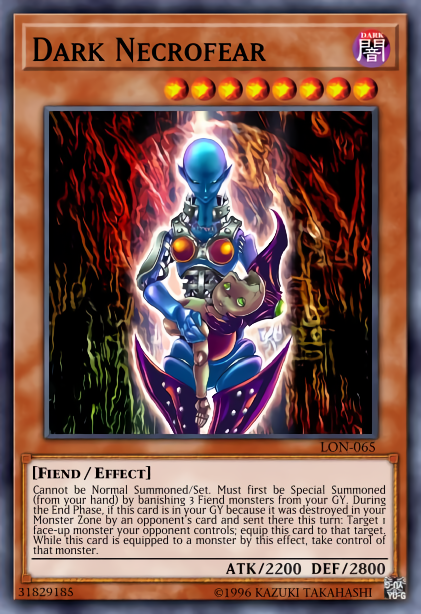 Dark Necrofear
DARK
闇
LON-065
[Fiend / Effect]
Cannot be Normal Summoned/Set. Must first be Special Summoned
(from your hand) by banishing 3 Fiend monsters from your GY. During
the End Phase, if this card is in your GY because it was destroyed in your
Monster Zone by an opponent's card and sent there this turn: Target 1
face-up monster your opponent controls; equip this card to that target.
While this card is equipped to a monster by this effect, take control of
that monster.
ATK/2200 DEF/2800
31829185
©1996 KAZUKI TAKAHASHI